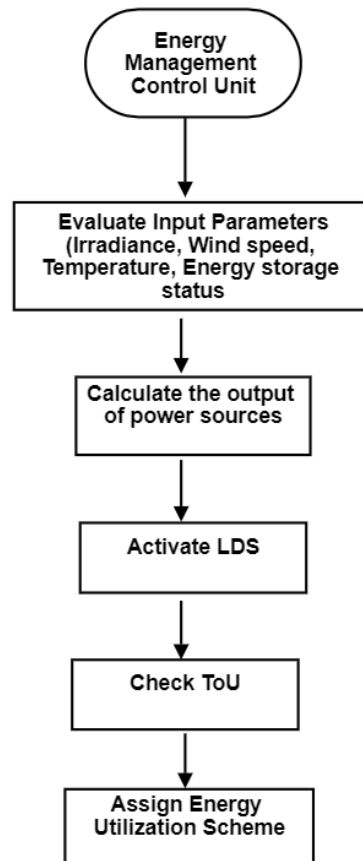 Energy
Management
Control Unit
Evaluate Input Parameters
(Irradiance, Wind speed,
Temperature, Energy storage
status
Calculate the output
of power sources
Activate LDS
Check ToU
Assign Energy
Utilization Scheme